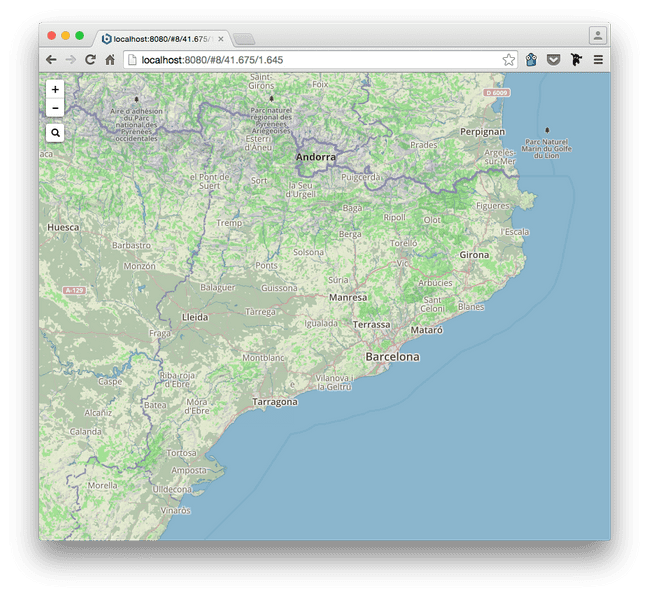 localhost:8080/#8/41.675/1
localhost:8080/#8/41.675/1.645
+
−
Saint-
Girons
Foix
D 6009
Aire d'adhésion
du Parc
national des
Pyrénées
occidentales
Parc naturel
régional des
Pyrénées
Ariégeoises
Perpignan
Parc Naturel
Marin du Golfe
du Lion
Esterri
d'Àneu
Andorra
Prades
Argelès-
sur-Mer
aca
el Pont de
Suert
Sort
la Seu
d'Urgell
Puigcerdà
Bagà
Ripoll
Olot
Figueres
Huesca
Tremp
Berga
Torelló
l'Escala
Barbastro
Solsona
Monzón
Ponts
Vic
Girona
A-129
Balaguer
Guissona
Súria
Manresa
Arbúcies
Sant
Celoni
Blanes
Lleida
Tàrrega
Igualada
Terrassa
Mataró
Fraga
Montblanc
Barcelona
Caspe
Riba-roja
d'Ebre
e
Vilanova i
la Geltrú
Batea
Móra
d'Ebre
Tarragona
Alcañiz
Calanda
Tortosa
Amposta
Morella
Ulldecona
Vinaròs